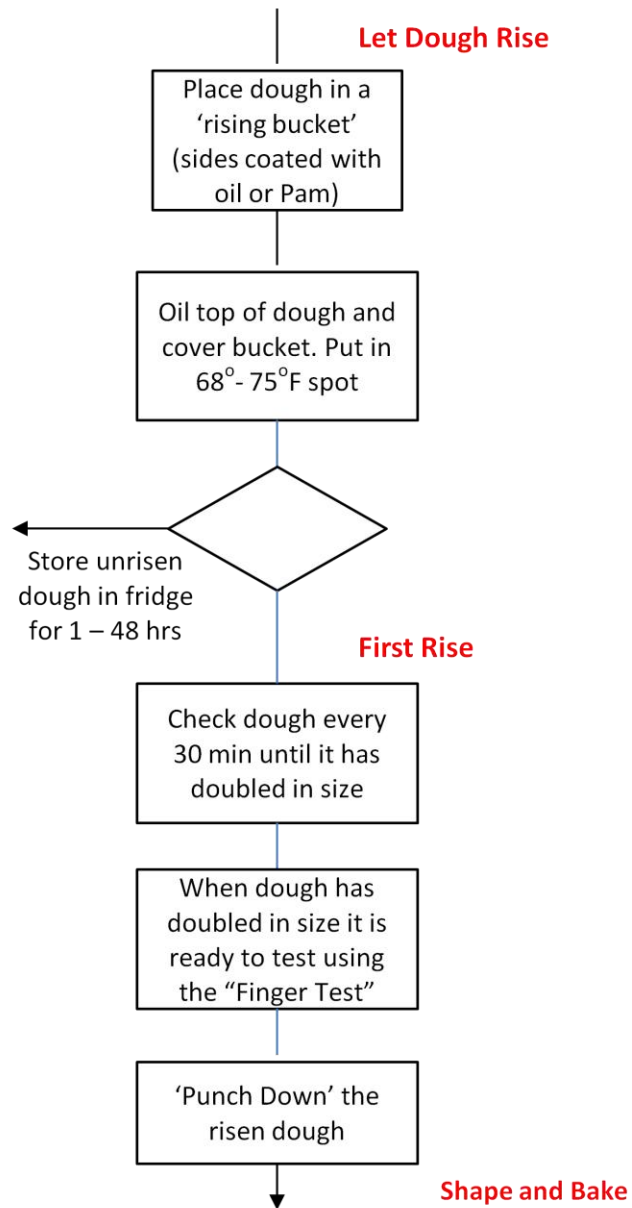 Let Dough Rise
Place dough in a
‘rising bucket’
(sides coated with
oil or Pam)
Oil top of dough and
cover bucket. Put in
68°- 75°F spot
Store unrisen
dough in fridge
for 1 – 48 hrs
First Rise
Check dough every
30 min until it has
doubled in size
When dough has
doubled in size it is
ready to test using
the “Finger Test”
‘Punch Down’ the
risen dough
Shape and Bake